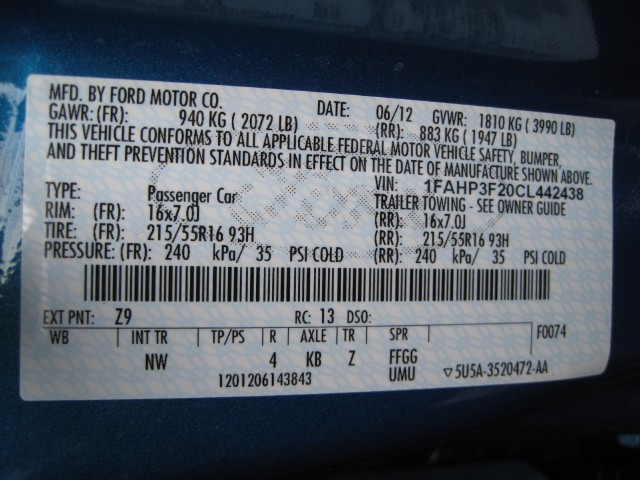 MFD. BY FORD MOTOR CO. DATE: 06/12 GVWR: 1810 KG ( 3990 LB)
GAWR: (FR): 940 KG ( 2072 LB) (RR): 883 KG ( 1947 LB)
THIS VEHICLE CONFORMS TO ALL APPLICABLE FEDERAL MOTOR VEHICLE SAFETY, BUMPER,
AND THEFT PREVENTION STANDARDS IN EFFECT ON THE DATE OF MANUFACTURE SHOWN ABOVE.
VIN: 1FAHP3F20CL442438
TYPE: Passenger Car TRAILER TOWING - SEE OWNER GUIDE
RIM: (FR): 16x7.0J (RR): 16x7.0J
TIRE: (FR): 215/55R16 93H (RR): 215/55R16 93H
PRESSURE: (FR): 240 kPa/ 35 PSI COLD (RR): 240 kPa/ 35 PSI COLD
EXT PNT: Z9 RC: 13 DSO:
WB INT TR TP/PS R AXLE TR SPR F0074
NW 4 KB Z FFGG
UMU ▽5U5A-3520472-AA
1201206143843